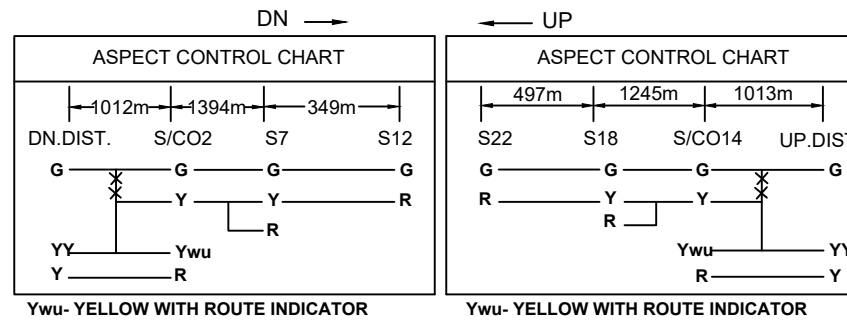 DN UP
ASPECT CONTROL CHART
1012m 1394m 349m
DN.DIST. S/CO2 S7 S12
G G G G
Y Y R
R
YY Ywu
Y R
Ywu- YELLOW WITH ROUTE INDICATOR
ASPECT CONTROL CHART
497m 1245m 1013m
S22 S18 S/CO14 UP.DIST
G G G G
R Y Y
R
Ywu YY
R Y
Ywu- YELLOW WITH ROUTE INDICATOR